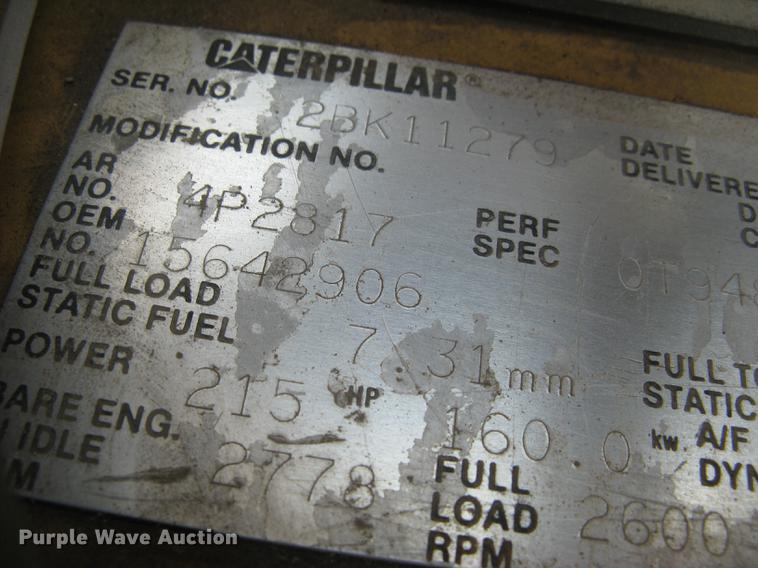 CATERPILLAR®
SER. NO. 2BK11279
DATE
DELIVERE
MODIFICATION NO.
AR
NO. 4P2817
PERF
SPEC 0T948
D
C
OEM
NO. 15642906
FULL LOAD
STATIC FUEL 7 31mm
FULL TO
STATIC
POWER 215 HP 160.0 kw
A/F
DYN
BARE ENG.
I IDLE 2778
M
FULL
LOAD
RPM 2600
Purple Wave Auction